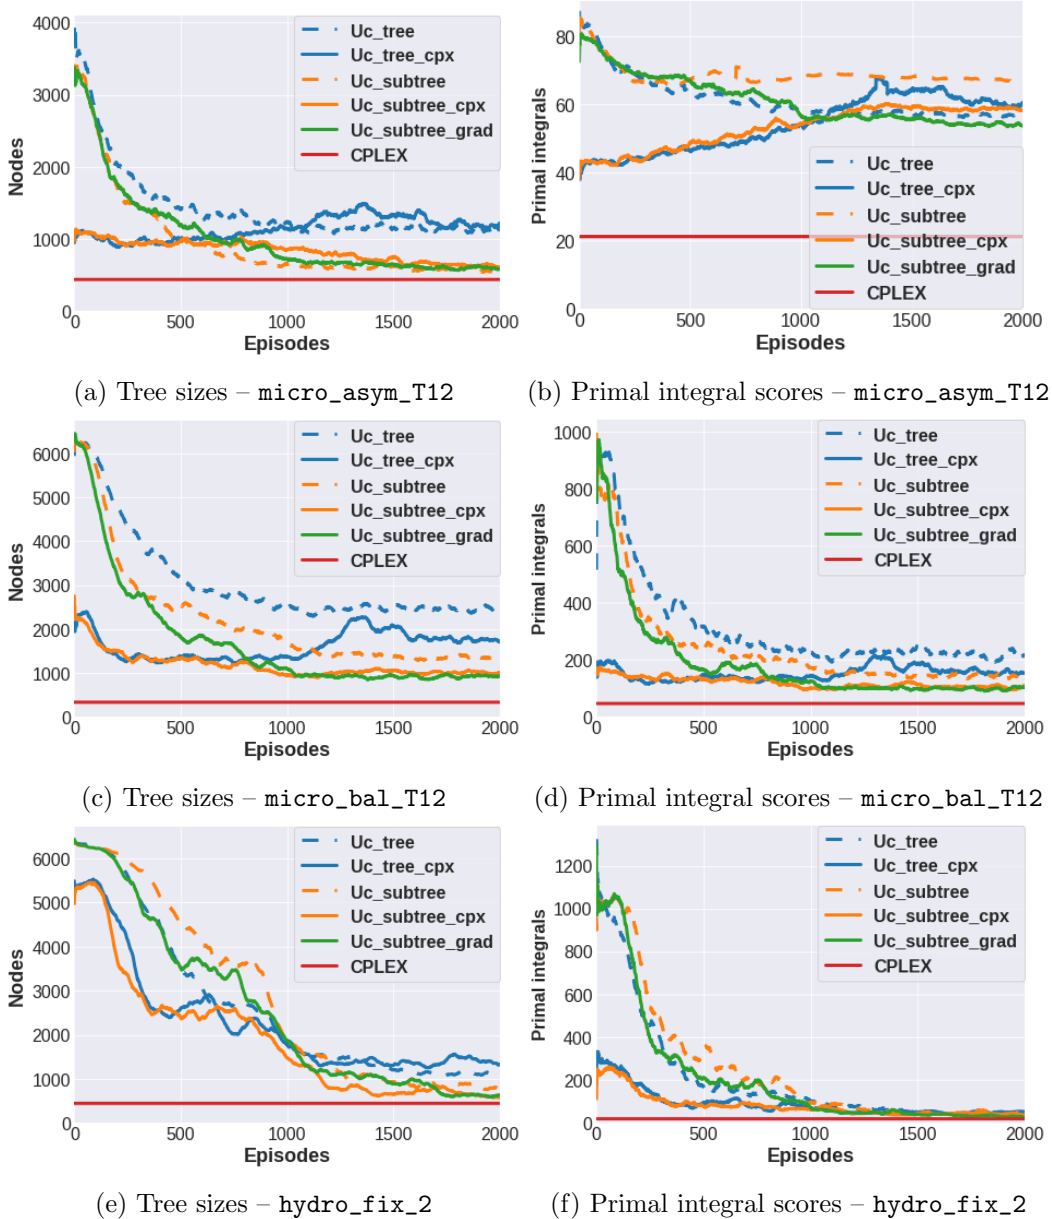 4000
3000
2000
1000
0
0
500
1000
1500
2000
Nodes
Episodes
Uc_tree
Uc_tree_cpx
Uc_subtree
Uc_subtree_cpx
Uc_subtree_grad
CPLEX
80
60
40
20
0
0
500
1000
1500
2000
Primal integrals
Episodes
Uc_tree
Uc_tree_cpx
Uc_subtree
Uc_subtree_cpx
Uc_subtree_grad
CPLEX
(a) Tree sizes – micro_asym_T12
(b) Primal integral scores – micro_asym_T12
6000
5000
4000
3000
2000
1000
0
0
500
1000
1500
2000
Nodes
Episodes
Uc_tree
Uc_tree_cpx
Uc_subtree
Uc_subtree_cpx
Uc_subtree_grad
CPLEX
1000
800
600
400
200
0
0
500
1000
1500
2000
Primal integrals
Episodes
Uc_tree
Uc_tree_cpx
Uc_subtree
Uc_subtree_cpx
Uc_subtree_grad
CPLEX
(c) Tree sizes – micro_bal_T12
(d) Primal integral scores – micro_bal_T12
6000
5000
4000
3000
2000
1000
0
0
500
1000
1500
2000
Nodes
Episodes
Uc_tree
Uc_tree_cpx
Uc_subtree
Uc_subtree_cpx
Uc_subtree_grad
CPLEX
1200
1000
800
600
400
200
0
0
500
1000
1500
2000
Primal integrals
Episodes
Uc_tree
Uc_tree_cpx
Uc_subtree
Uc_subtree_cpx
Uc_subtree_grad
CPLEX
(e) Tree sizes – hydro_fix_2
(f) Primal integral scores – hydro_fix_2